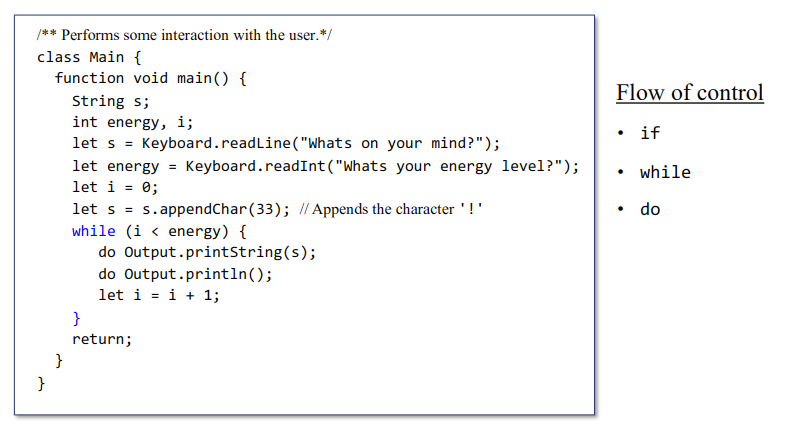 /** Performs some interaction with the user.*/
class Main {
function void main() {
String s;
int energy, i;
let s = Keyboard.readLine("Whats on your mind?");
let energy = Keyboard.readInt("Whats your energy level?");
let i = 0;
let s = s.appendChar(33); // Appends the character '!'
while (i < energy) {
do Output.printString(s);
do Output.println();
let i = i + 1;
}
return;
}
}
Flow of control
• if
• while
• do